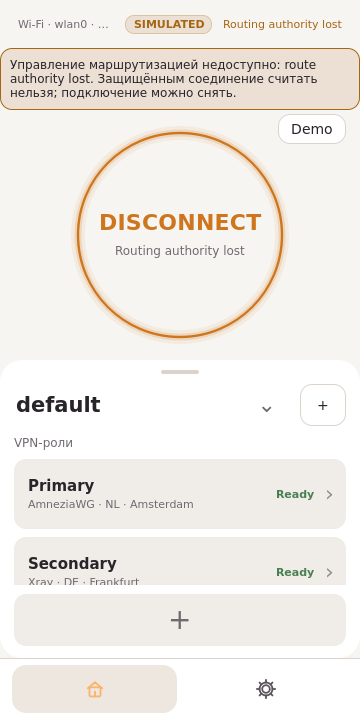 Wi-Fi · wlan0 · ...
SIMULATED
Routing authority lost
Управление маршрутизацией недоступно: route
authority lost. Защищённым соединение считать
нельзя; подключение можно снять.
Demo
DISCONNECT
Routing authority lost
default
+
VPN-роли
Primary
AmneziaWG · NL · Amsterdam
Ready
Secondary
Xray · DE · Frankfurt
Ready
+